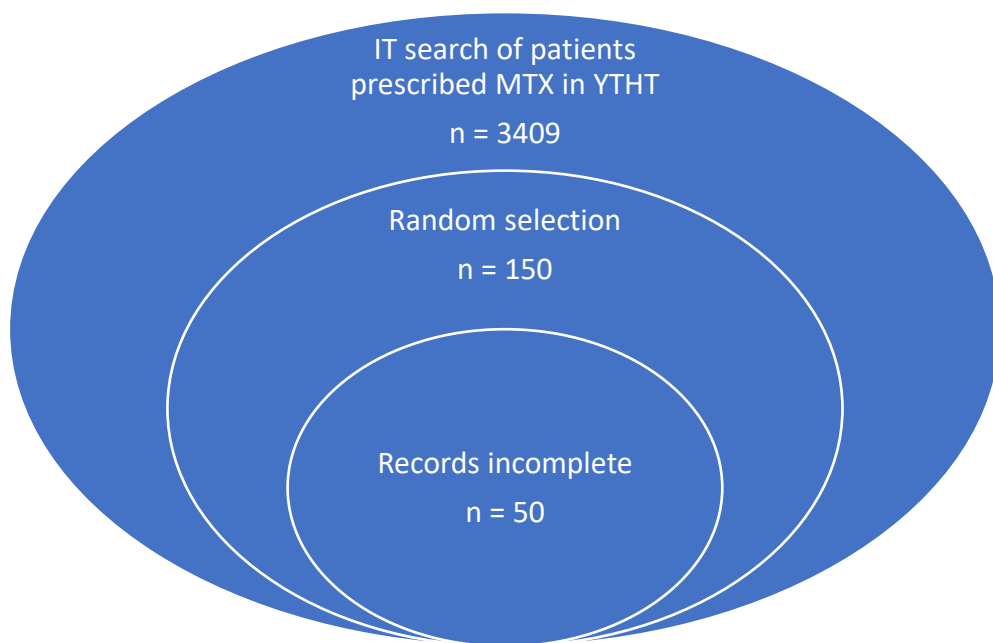 IT search of patients
prescribed MTX in YTHT
n = 3409
Random selection
n = 150
Records incomplete
n = 50